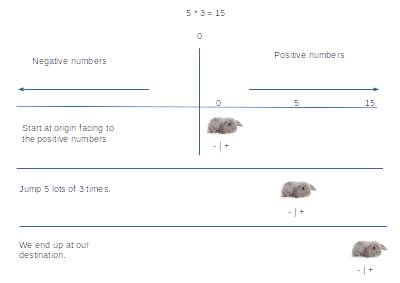 5 * 3 = 15
0
Negative numbers
Positive numbers
0 5 15
Start at origin facing to
the positive numbers
- | +
Jump 5 lots of 3 times.
- | +
We end up at our
destination.
- | +